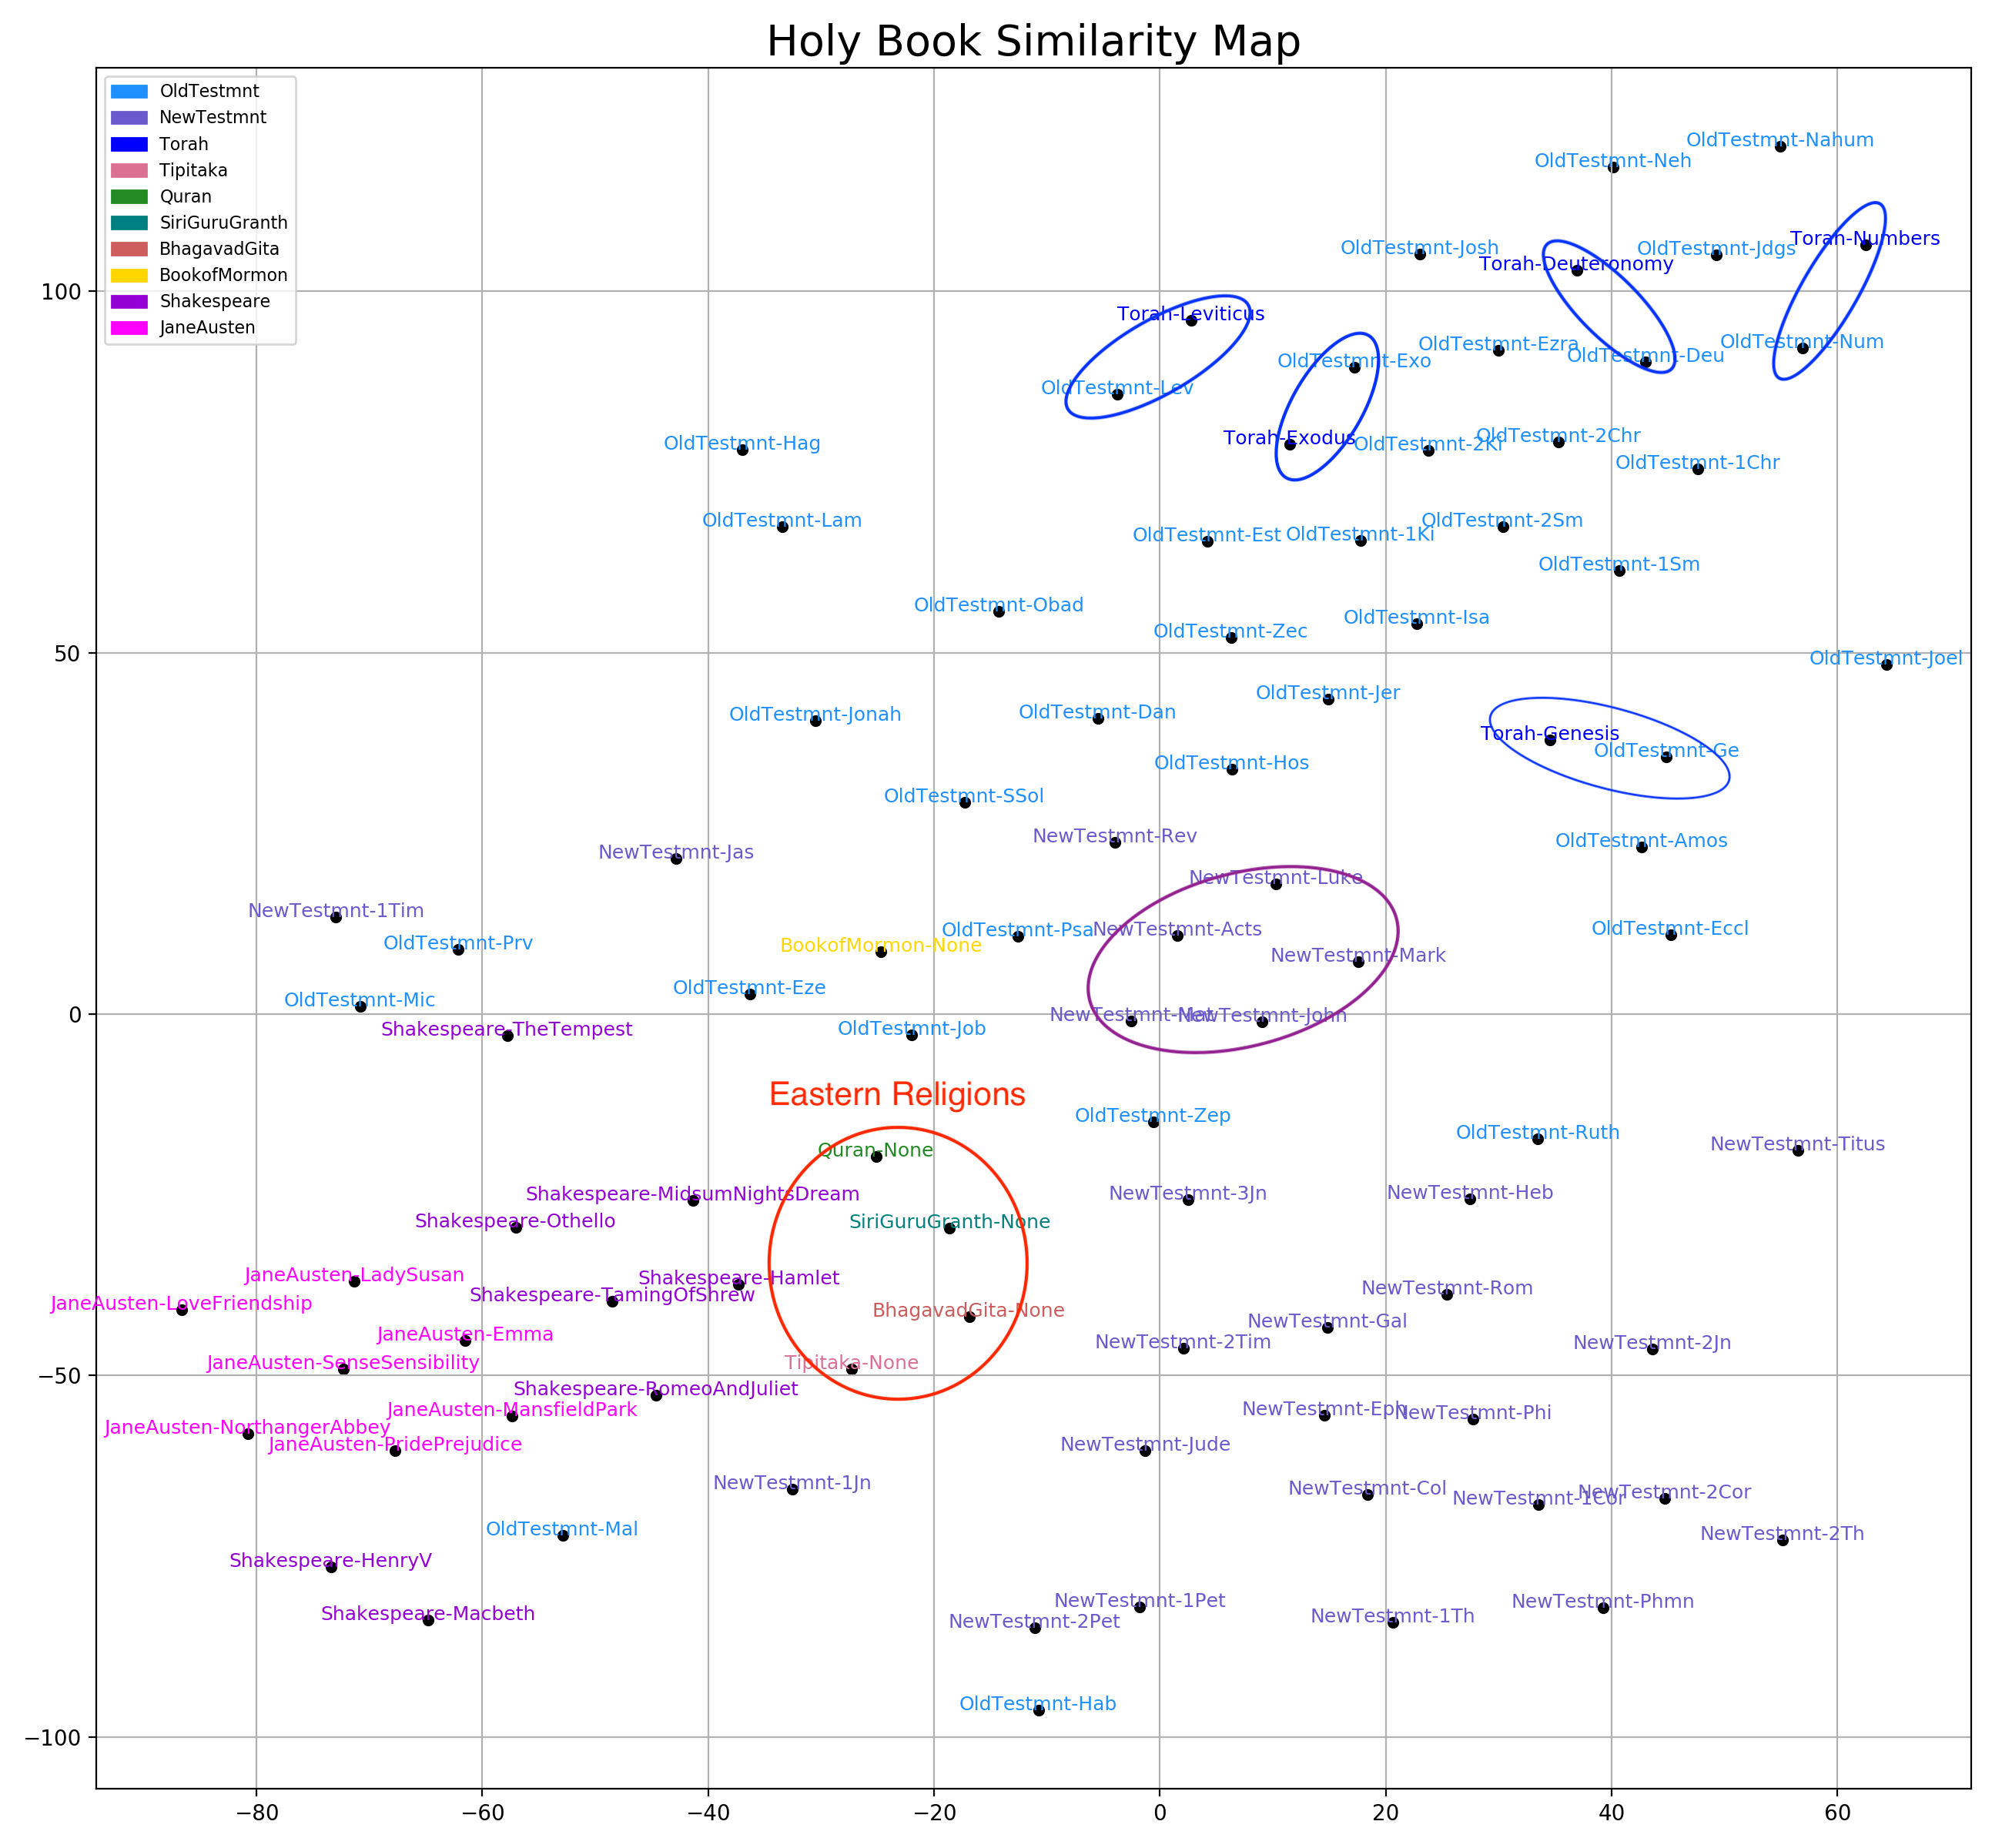 Holy Book Similarity Map
OldTestmnt
NewTestmnt
Torah
Tipitaka
Quran
SiriGuruGranth
BhagavadGita
BookofMormon
Shakespeare
JaneAusten
OldTestmnt-Nahum
OldTestmnt-Neh
Torah-Numbers
OldTestmnt-Josh
OldTestmnt-Jdgs
Torah-Deuteronomy
100
Torah-Leviticus
OldTestmnt-Ezra
OldTestmnt-Num
OldTestmnt-Exo
OldTestmnt-Deu
OldTestmnt-Lev
Torah-Exodus
OldTestmnt-2Chr
OldTestmnt-Hag
OldTestmnt-2Ki
OldTestmnt-1Chr
OldTestmnt-Lam
OldTestmnt-2Sm
OldTestmnt-Est
OldTestmnt-1Ki
OldTestmnt-1Sm
OldTestmnt-Obad
OldTestmnt-Isa
OldTestmnt-Zec
50
OldTestmnt-Joel
OldTestmnt-Jer
OldTestmnt-Jonah
OldTestmnt-Dan
Torah-Genesis
OldTestmnt-Ge
OldTestmnt-Hos
OldTestmnt-SSol
NewTestmnt-Rev
OldTestmnt-Amos
NewTestmnt-Jas
NewTestmnt-Luke
NewTestmnt-1Tim
OldTestmnt-Psa
NewTestmnt-Acts
OldTestmnt-Eccl
OldTestmnt-Prv
BookofMormon-None
NewTestmnt-Mark
OldTestmnt-Eze
OldTestmnt-Mic
0
NewTestmnt-Mat
NewTestmnt-John
Shakespeare-TheTempest
OldTestmnt-Job
Eastern Religions
OldTestmnt-Zep
OldTestmnt-Ruth
NewTestmnt-Titus
Quran-None
Shakespeare-MidsumNightsDream
NewTestmnt-3Jn
NewTestmnt-Heb
Shakespeare-Othello
SiriGuruGranth-None
JaneAusten-LadySusan
Shakespeare-Hamlet
NewTestmnt-Rom
Shakespeare-TamingOfShrew
JaneAusten-LoveFriendship
BhagavadGita-None
NewTestmnt-Gal
JaneAusten-Emma
NewTestmnt-2Tim
NewTestmnt-2Jn
JaneAusten-SenseSensibility
Tipitaka-None
−50
Shakespeare-RomeoAndJuliet
JaneAusten-MansfieldPark
NewTestmnt-Eph
NewTestmnt-Phi
JaneAusten-NorthangerAbbey
JaneAusten-PridePrejudice
NewTestmnt-Jude
NewTestmnt-1Jn
NewTestmnt-Col
NewTestmnt-1Cor
NewTestmnt-2Cor
OldTestmnt-Mal
NewTestmnt-2Th
Shakespeare-HenryV
NewTestmnt-1Pet
NewTestmnt-Phmn
Shakespeare-Macbeth
NewTestmnt-2Pet
NewTestmnt-1Th
OldTestmnt-Hab
−100
−80
−60
−40
−20
0
20
40
60